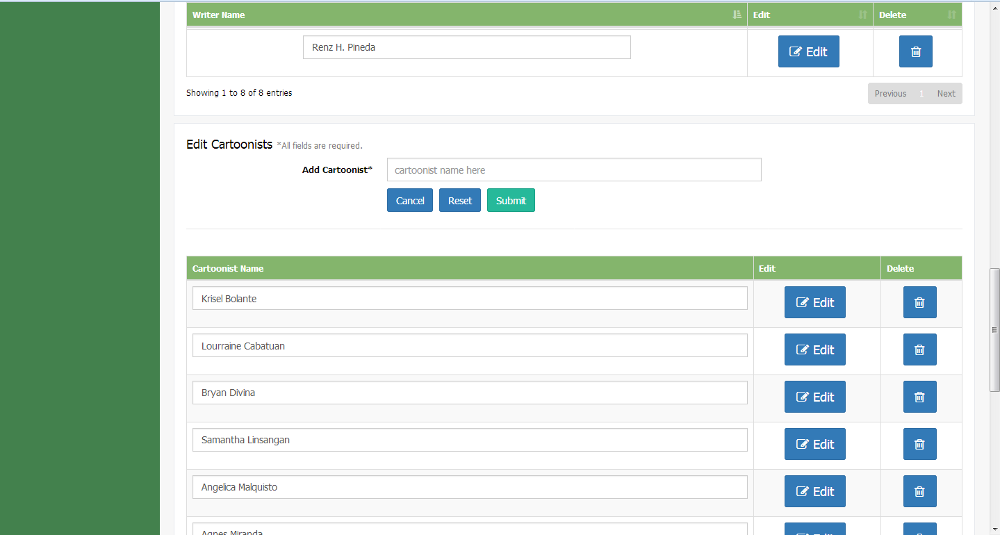 Writer Name Edit Delete
Renz H. Pineda Edit
Showing 1 to 8 of 8 entries Previous 1 Next
Edit Cartoonists *All fields are required.
Add Cartoonist* cartoonist name here
Cancel Reset Submit
Cartoonist Name Edit Delete
Krisel Bolante Edit
Lourraine Cabatuan Edit
Bryan Divina Edit
Samantha Linsangan Edit
Angelica Malquisto Edit
Agnes Miranda Edit